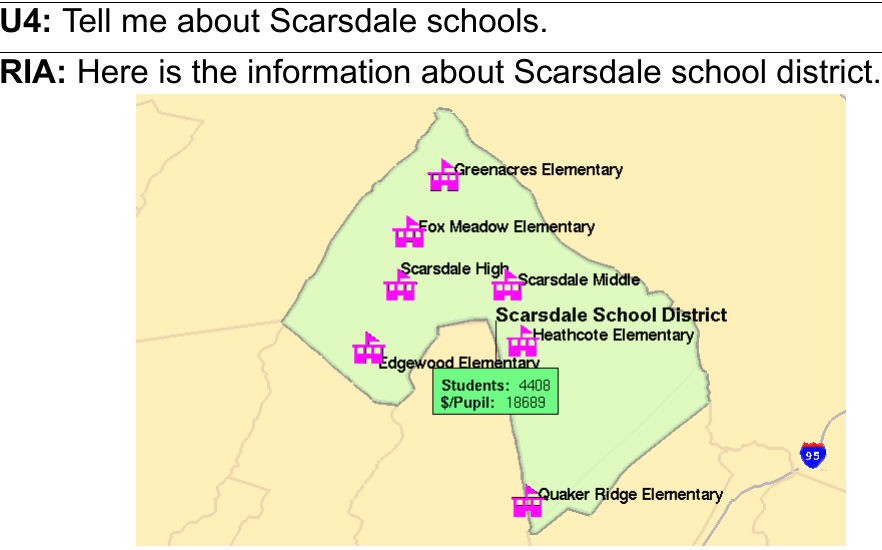 U4: Tell me about Scarsdale schools.
RIA: Here is the information about Scarsdale school district.
Greenacres Elementary
Fox Meadow Elementary
Scarsdale High
Scarsdale Middle
Scarsdale School District
Heathcote Elementary
Edgewood Elementary
Students: 4408
$/Pupil: 18689
95
Quaker Ridge Elementary